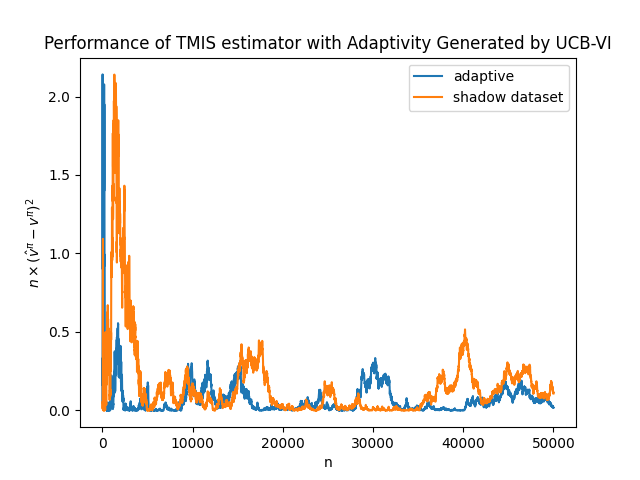 Performance of TMIS estimator with Adaptivity Generated by UCB-VI
adaptive
shadow dataset
2.0
1.5
1.0
0.5
0.0
n × (v̂^π − v^π)²
0
10000
20000
30000
40000
50000
n